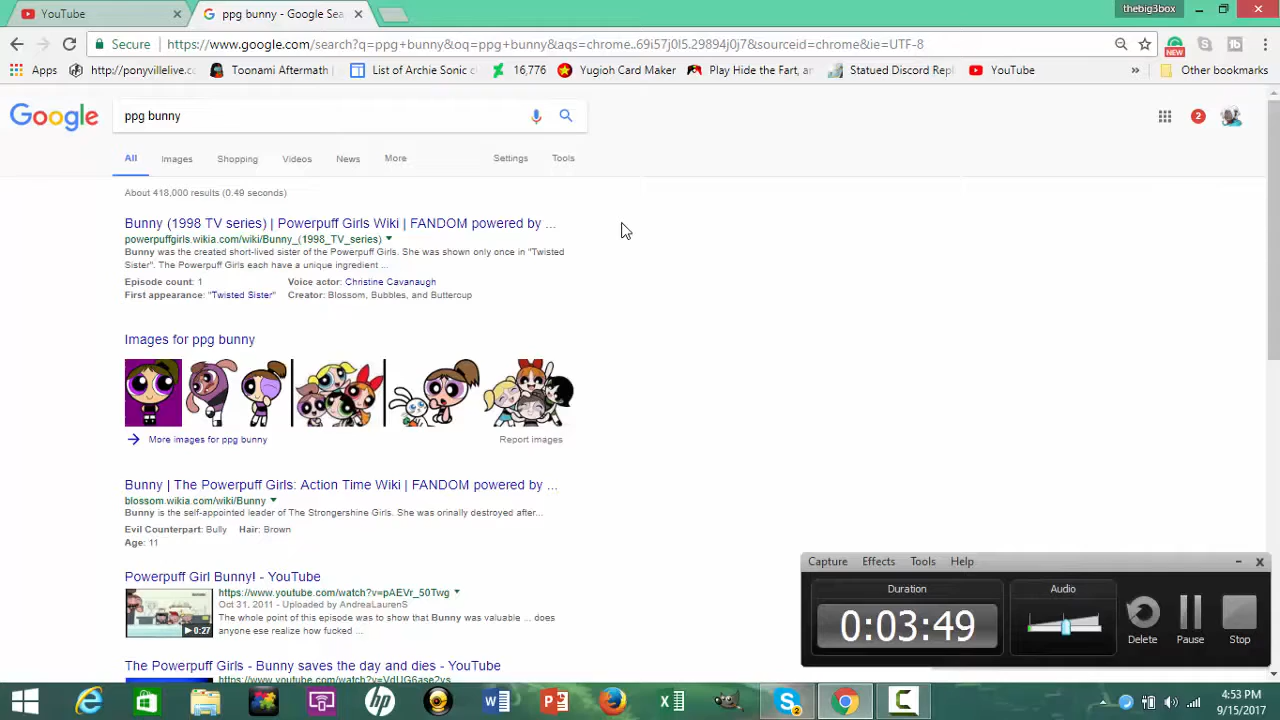 YouTube
ppg bunny - Google Sea
thebig3box
Secure
https://www.google.com/search?q=ppg+bunny&oq=ppg+bunny&aqs=chrome..69i57j0l5.29894j0j7&sourceid=chrome&ie=UTF-8
NEW
Apps
http://ponyvillelive.c
Toonami Aftermath
List of Archie Sonic c
16,776
Yugioh Card Maker
Play Hide the Fart, an
Statued Discord Repl
YouTube
»
Other bookmarks
Google
ppg bunny
2
All
Images
Shopping
Videos
News
More
Settings
Tools
About 418,000 results (0.49 seconds)
Bunny (1998 TV series) | Powerpuff Girls Wiki | FANDOM powered by ...
powerpuffgirls.wikia.com/wiki/Bunny_(1998_TV_series)
Bunny was the created short-lived sister of the Powerpuff Girls. She was shown only once in "Twisted
Sister". The Powerpuff Girls each have a unique ingredient ...
Episode count: 1 Voice actor: Christine Cavanaugh
First appearance: "Twisted Sister" Creator: Blossom, Bubbles, and Buttercup
Images for ppg bunny
More images for ppg bunny
Report images
Bunny | The Powerpuff Girls: Action Time Wiki | FANDOM powered by ...
blossom.wikia.com/wiki/Bunny
Bunny is the self-appointed leader of The Strongershine Girls. She was orinally destroyed after...
Evil Counterpart: Bully Hair: Brown
Age: 11
Powerpuff Girl Bunny! - YouTube
https://www.youtube.com/watch?v=pAEVr_50Twg
Oct 31, 2011 - Uploaded by AndreaLaurenS
The whole point of this episode was to show that Bunny was valuable ... does
anyone ese realize how fucked ...
0:27
The Powerpuff Girls - Bunny saves the day and dies - YouTube
https://www.youtube.com/watch?v=VdUG6ase2ys
Capture
Effects
Tools
Help
Duration
0:03:49
Audio
Delete
Pause
Stop
4:53 PM
9/15/2017